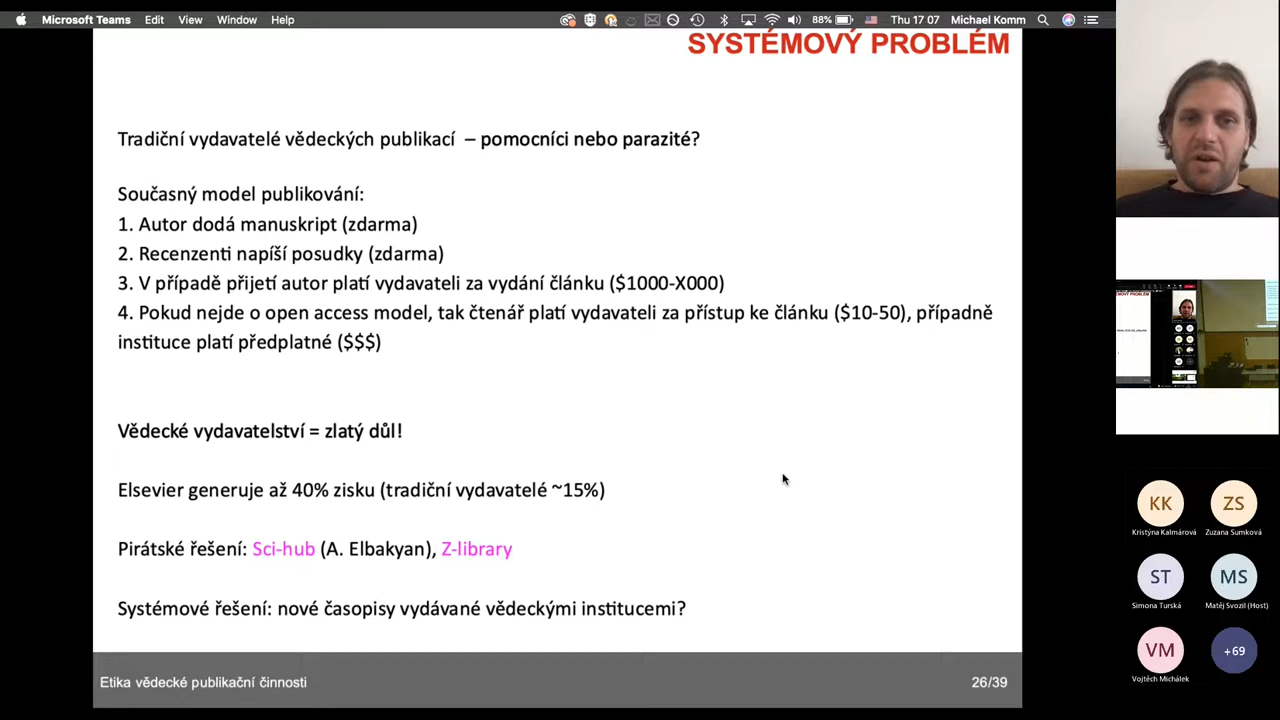 Microsoft Teams Edit View Window Help 88% Thu 17 07 Michael Komm
SYSTÉMOVÝ PROBLÉM
Tradiční vydavatelé vědeckých publikací – pomocníci nebo parazité?
Současný model publikování:
1. Autor dodá manuskript (zdarma)
2. Recenzenti napíší posudky (zdarma)
3. V případě přijetí autor platí vydavateli za vydání článku ($1000-X000)
4. Pokud nejde o open access model, tak čtenář platí vydavateli za přístup ke článku ($10-50), případně
instituce platí předplatné ($$$)
Vědecké vydavatelství = zlatý důl!
Elsevier generuje až 40% zisku (tradiční vydavatelé ~15%)
Pirátské řešení: Sci-hub (A. Elbakyan), Z-library
Systémové řešení: nové časopisy vydávané vědeckými institucemi?
Etika vědecké publikační činnosti 26/39
SYSTÉMOVÝ PROBLÉM
KK ZS
Kristýna Kalmárová Zuzana Sumková
ST MS
Simona Turská Matěj Svozil (Host)
VM +69
Vojtěch Michálek